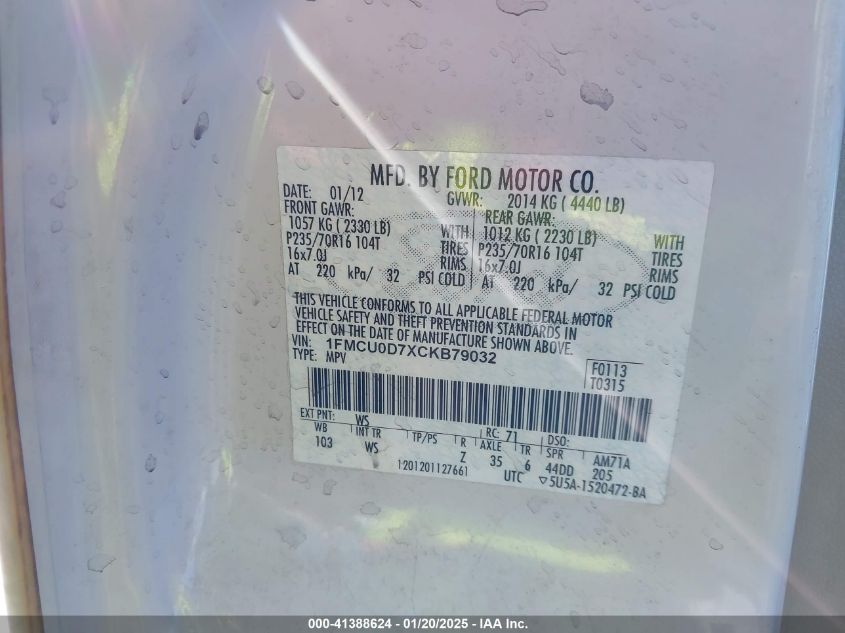 MFD. BY FORD MOTOR CO.
DATE: 01/12 GVWR: 2014 KG ( 4440 LB)
FRONT GAWR: REAR GAWR:
1057 KG ( 2330 LB) WITH 1012 KG ( 2230 LB) WITH
P235/70R16 104T TIRES P235/70R16 104T TIRES
16x7.0J RIMS 16x7.0J RIMS
AT 220 kPa/ 32 PSI COLD AT 220 kPa/ 32 PSI COLD
THIS VEHICLE CONFORMS TO ALL APPLICABLE FEDERAL MOTOR
VEHICLE SAFETY AND THEFT PREVENTION STANDARDS IN
EFFECT ON THE DATE OF MANUFACTURE SHOWN ABOVE.
VIN: 1FMCU0D7XCKB79032
TYPE: MPV
F0113
T0315
EXT PNT: WS RC: 71 DSO:
WB INT TR TP/PS R AXLE TR SPR AM71A
103 WS Z 35 6 44DD 205
1201201127661 UTC ▽5U5A-1520472-BA
000-41388624 - 01/20/2025 - IAA Inc.